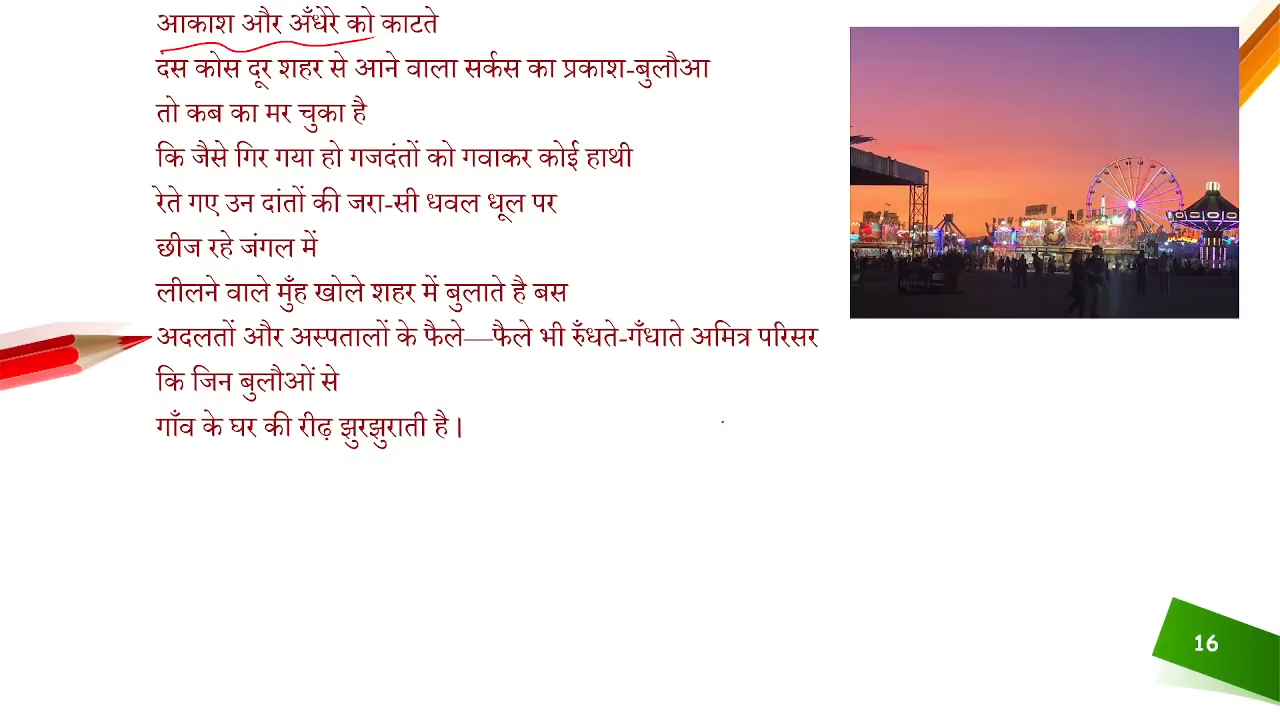 आकाश और अँधेरे को काटते
दस कोस दूर शहर से आने वाला सर्कस का प्रकाश-बुलौआ
तो कब का मर चुका है
कि जैसे गिर गया हो गजदंतों को गवाकर कोई हाथी
रेते गए उन दांतों की जरा-सी धवल धूल पर
छीज रहे जंगल में
लीलने वाले मुँह खोले शहर में बुलाते है बस
अदलतों और अस्पतालों के फैले—फैले भी रुँधते-गँधाते अमित्र परिसर
कि जिन बुलौओं से
गाँव के घर की रीढ़ झुरझुराती है।
16